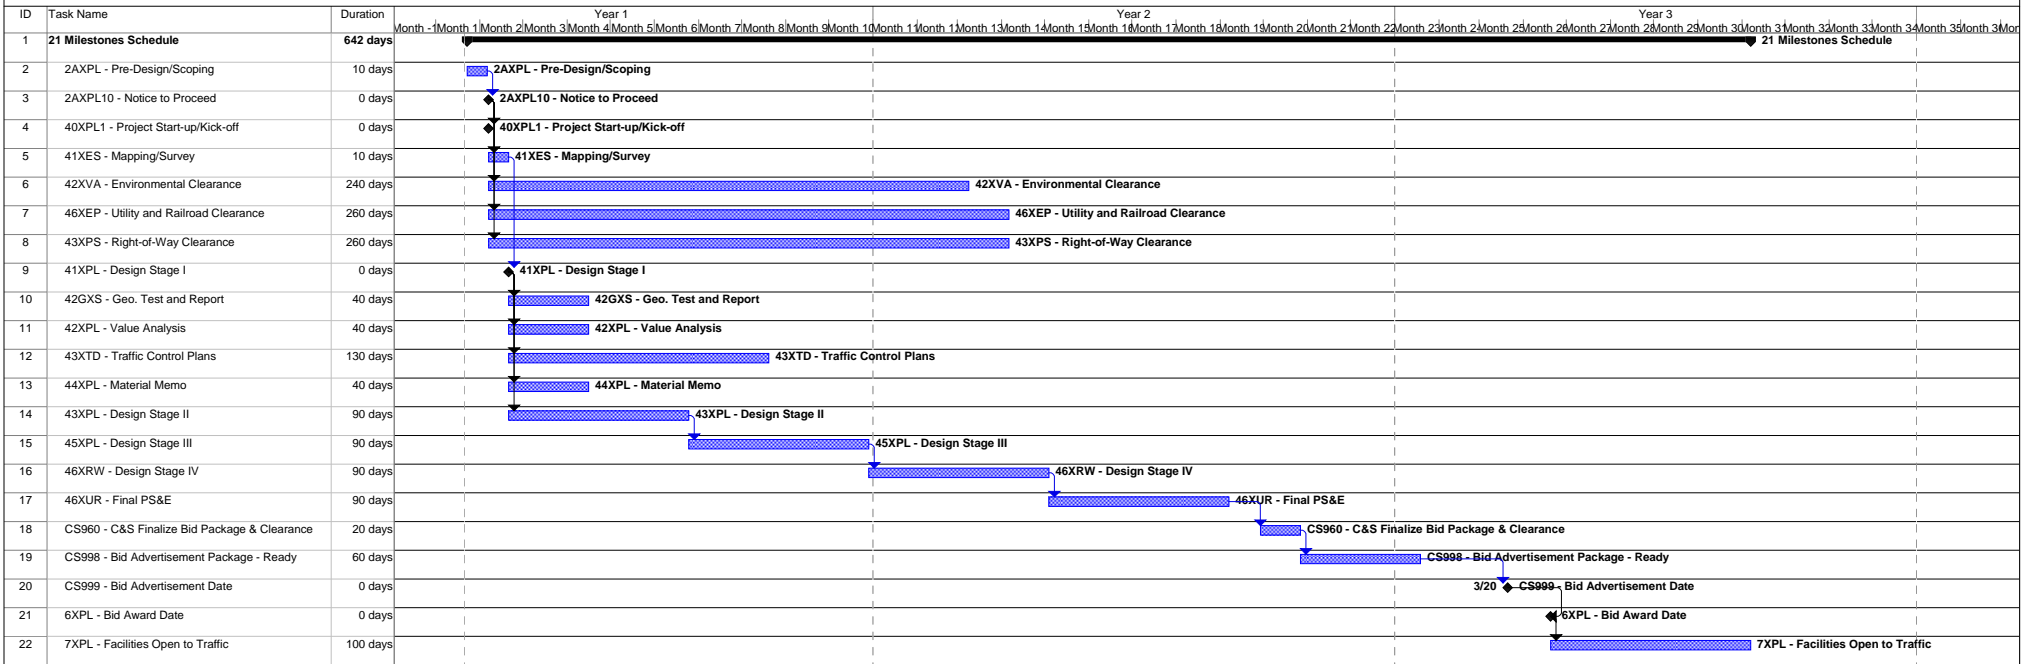 ID Task Name Duration Year 1 Year 2 Year 3
Month -1 Month 1 Month 2 Month 3 Month 4 Month 5 Month 6 Month 7 Month 8 Month 9 Month 10 Month 11 Month 12 Month 13 Month 14 Month 15 Month 16 Month 17 Month 18 Month 19 Month 20 Month 21 Month 22 Month 23 Month 24 Month 25 Month 26 Month 27 Month 28 Month 29 Month 30 Month 31 Month 32 Month 33 Month 34 Month 35 Month 36 Mon
1 21 Milestones Schedule 642 days 21 Milestones Schedule
2 2AXPL - Pre-Design/Scoping 10 days 2AXPL - Pre-Design/Scoping
3 2AXPL10 - Notice to Proceed 0 days 2AXPL10 - Notice to Proceed
4 40XPL1 - Project Start-up/Kick-off 0 days 40XPL1 - Project Start-up/Kick-off
5 41XES - Mapping/Survey 10 days 41XES - Mapping/Survey
6 42XVA - Environmental Clearance 240 days 42XVA - Environmental Clearance
7 46XEP - Utility and Railroad Clearance 260 days 46XEP - Utility and Railroad Clearance
8 43XPS - Right-of-Way Clearance 260 days 43XPS - Right-of-Way Clearance
9 41XPL - Design Stage I 0 days 41XPL - Design Stage I
10 42GXS - Geo. Test and Report 40 days 42GXS - Geo. Test and Report
11 42XPL - Value Analysis 40 days 42XPL - Value Analysis
12 43XTD - Traffic Control Plans 130 days 43XTD - Traffic Control Plans
13 44XPL - Material Memo 40 days 44XPL - Material Memo
14 43XPL - Design Stage II 90 days 43XPL - Design Stage II
15 45XPL - Design Stage III 90 days 45XPL - Design Stage III
16 46XRW - Design Stage IV 90 days 46XRW - Design Stage IV
17 46XUR - Final PS&E 90 days 46XUR - Final PS&E
18 CS960 - C&S Finalize Bid Package & Clearance 20 days CS960 - C&S Finalize Bid Package & Clearance
19 CS998 - Bid Advertisement Package - Ready 60 days CS998 - Bid Advertisement Package - Ready
20 CS999 - Bid Advertisement Date 0 days 3/20 CS999 - Bid Advertisement Date
21 6XPL - Bid Award Date 0 days 6XPL - Bid Award Date
22 7XPL - Facilities Open to Traffic 100 days 7XPL - Facilities Open to Traffic